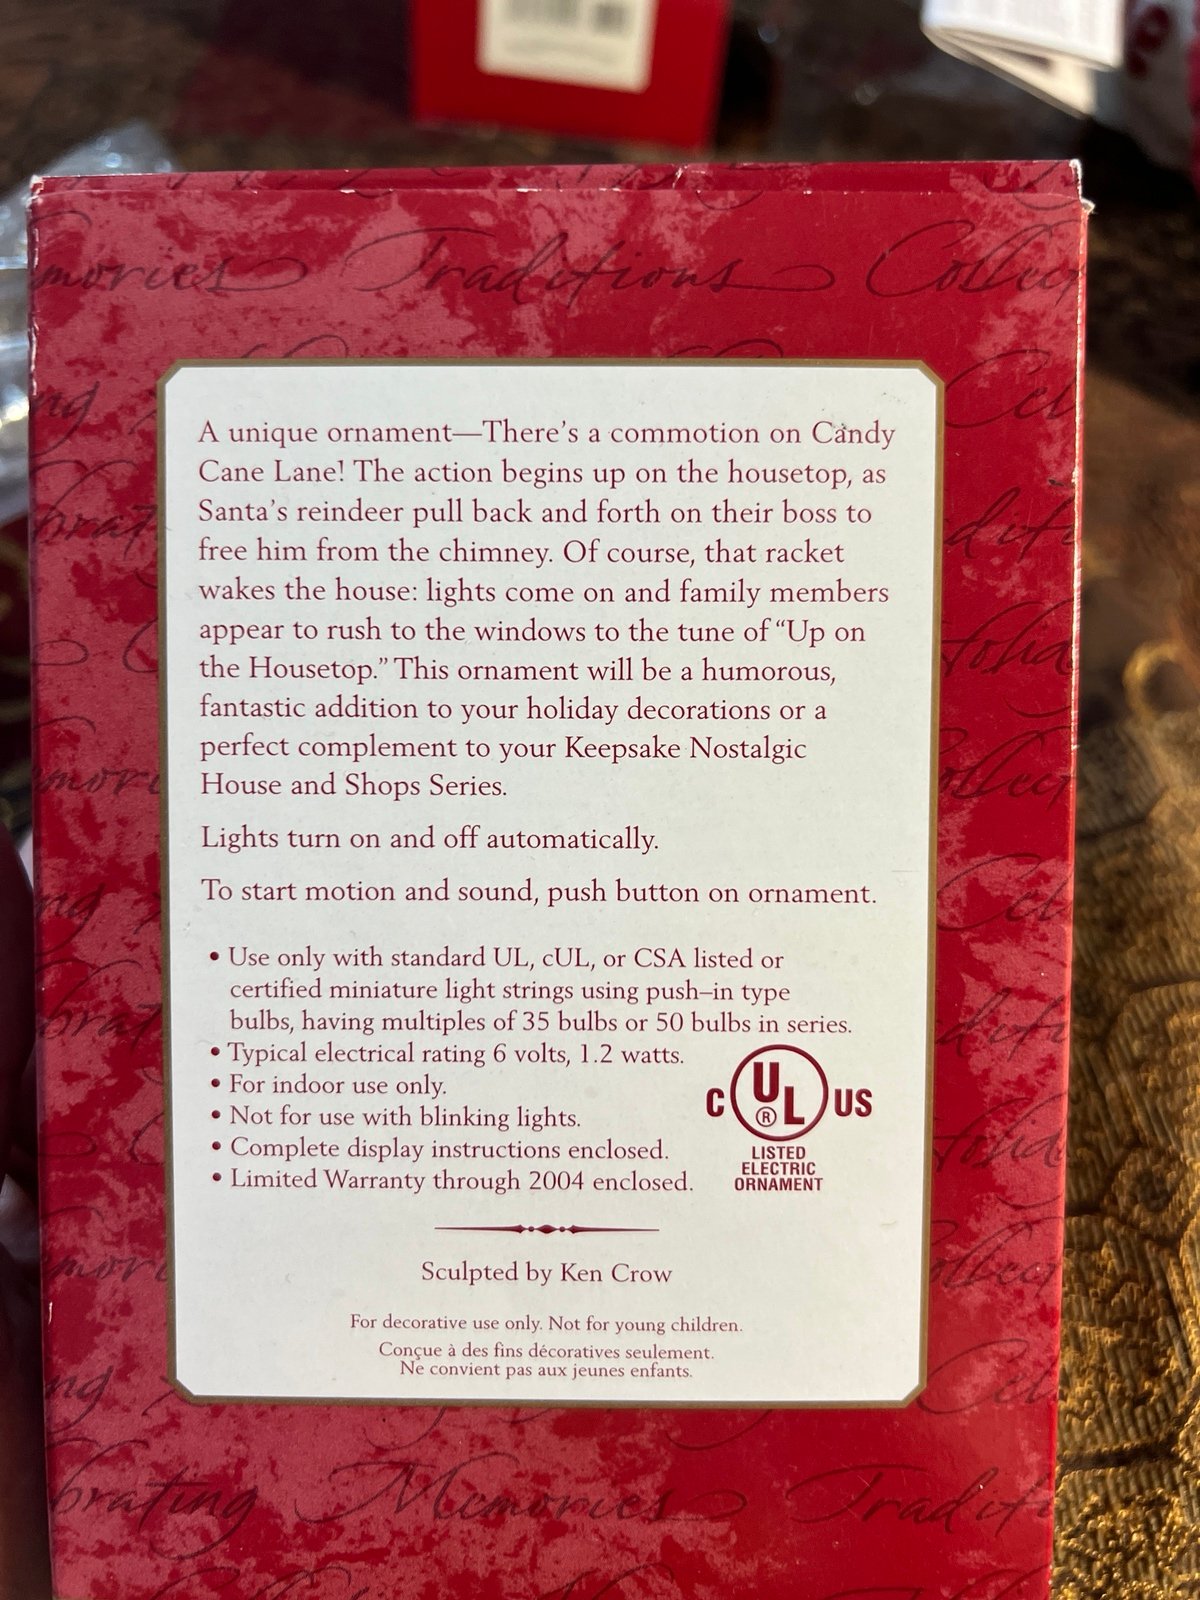 mories Traditions Collect
A unique ornament—There's a commotion on Candy
Cane Lane! The action begins up on the housetop, as
Santa's reindeer pull back and forth on their boss to
free him from the chimney. Of course, that racket
wakes the house: lights come on and family members
appear to rush to the windows to the tune of “Up on
the Housetop.” This ornament will be a humorous,
fantastic addition to your holiday decorations or a
perfect complement to your Keepsake Nostalgic
House and Shops Series.
Lights turn on and off automatically.
To start motion and sound, push button on ornament.
• Use only with standard UL, cUL, or CSA listed or
certified miniature light strings using push–in type
bulbs, having multiples of 35 bulbs or 50 bulbs in series.
• Typical electrical rating 6 volts, 1.2 watts.
• For indoor use only.
• Not for use with blinking lights.
• Complete display instructions enclosed.
• Limited Warranty through 2004 enclosed.
C UL ® US
LISTED
ELECTRIC
ORNAMENT
Sculpted by Ken Crow
For decorative use only. Not for young children.
Conçue à des fins décoratives seulement.
Ne convient pas aux jeunes enfants.
brating Memories Traditi